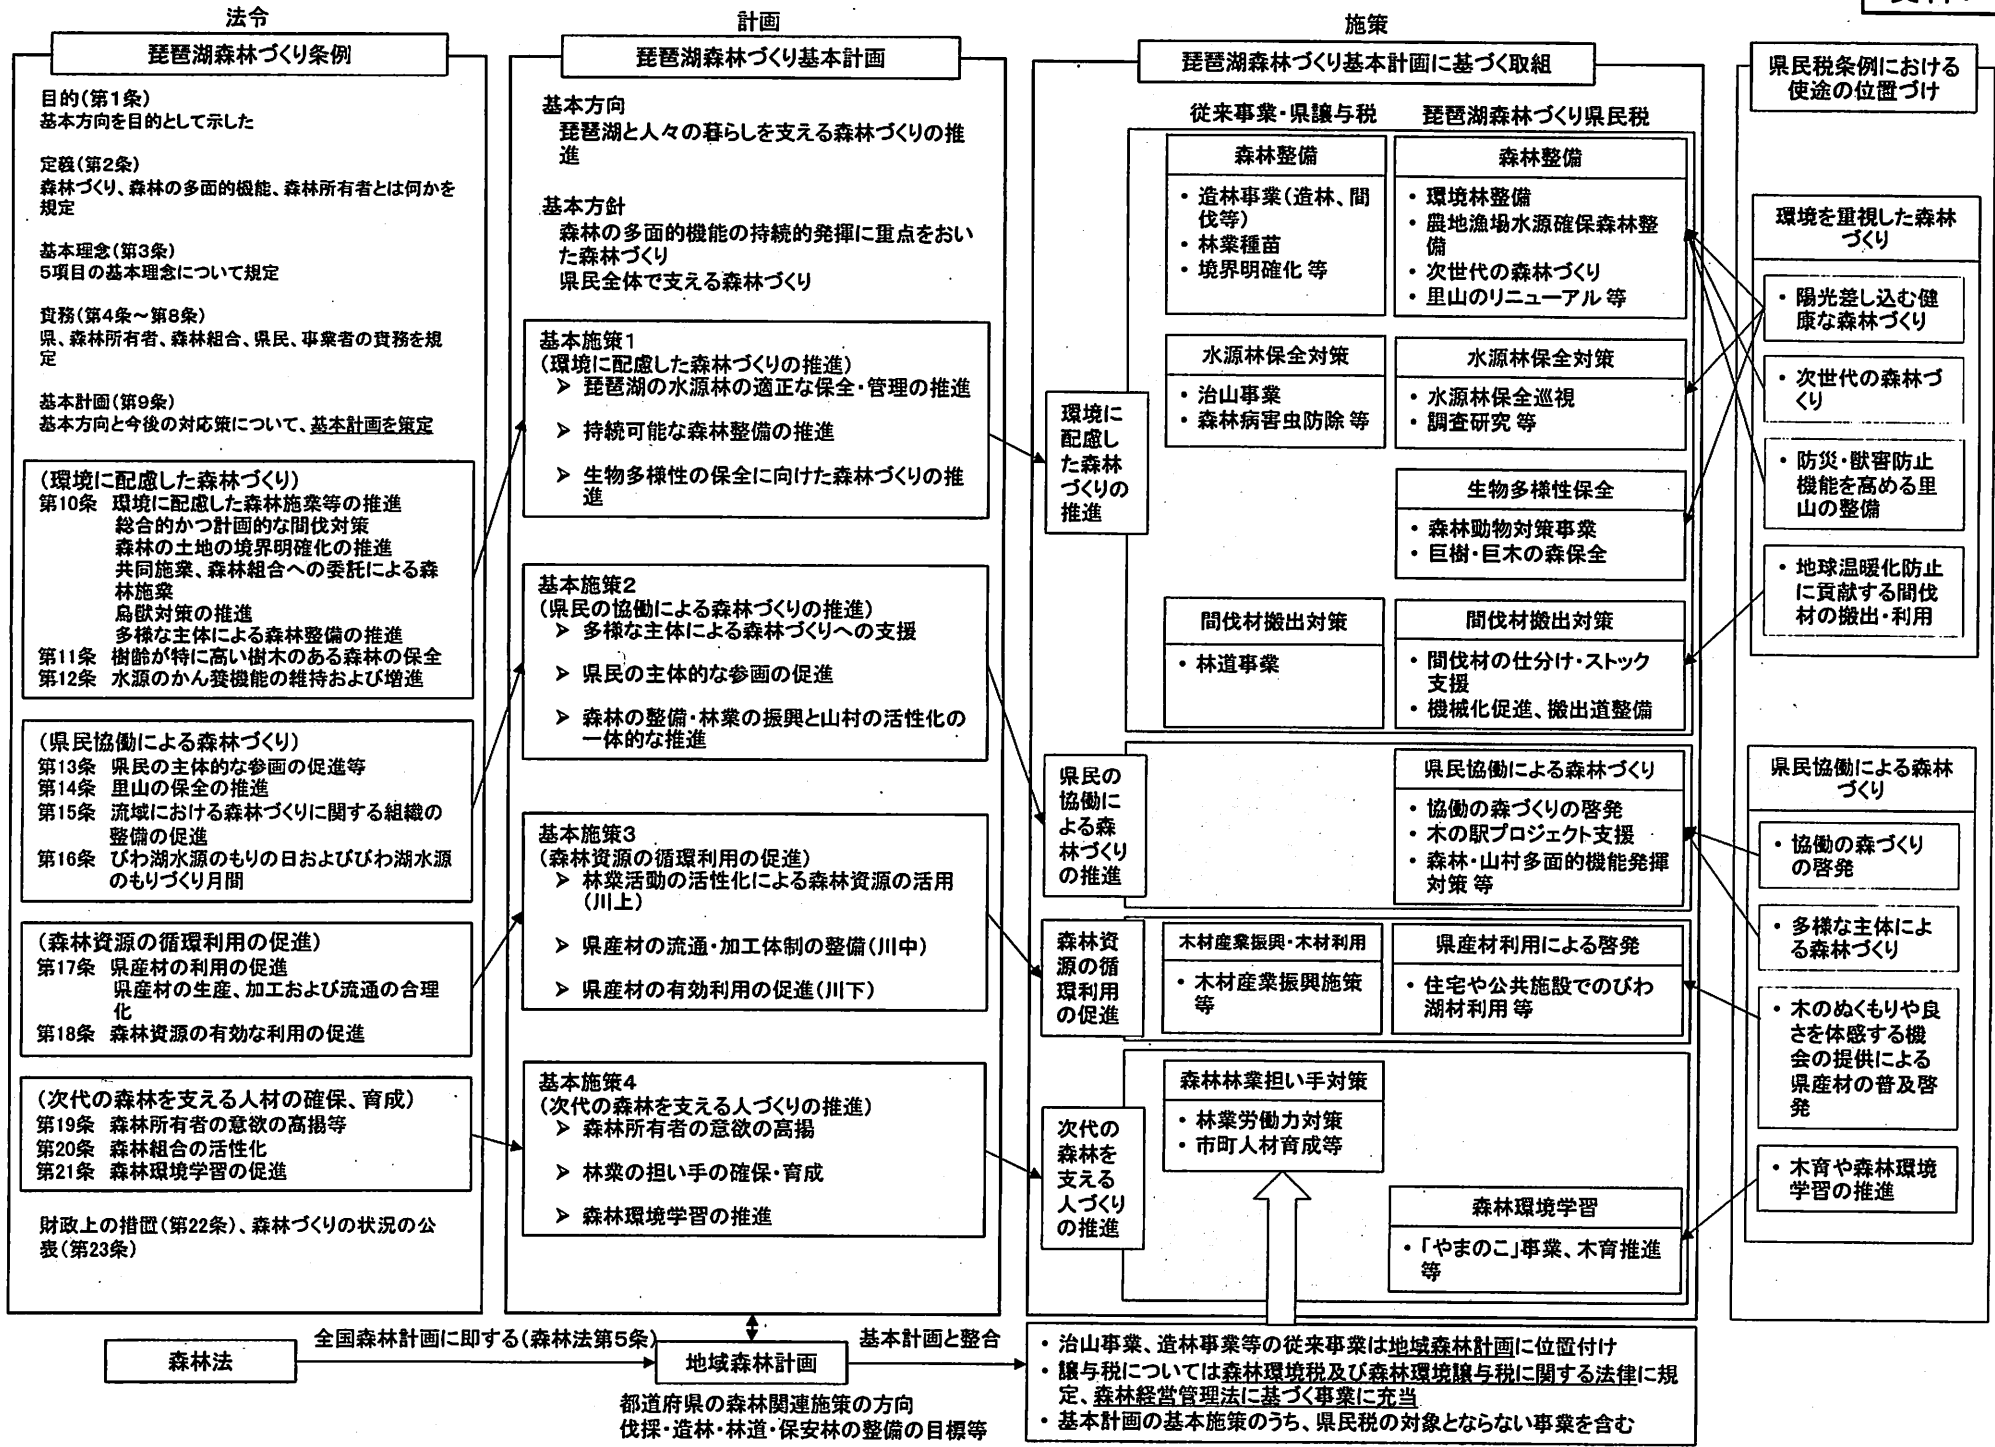 法令
琵琶湖森林づくり条例
目的(第1条)
基本方向を目的として示した
定義(第2条)
森林づくり、森林の多面的機能、森林所有者とは何かを
規定
基本理念(第3条)
5項目の基本理念について規定
責務(第4条～第8条)
県、森林所有者、森林組合、県民、事業者の責務を規
定
基本計画(第9条)
基本方向と今後の対応策について、基本計画を策定
(環境に配慮した森林づくり)
第10条 環境に配慮した森林施業等の推進
総合的かつ計画的な間伐対策
森林の土地の境界明確化の推進
共同施業、森林組合への委託による森
林施業
鳥獣対策の推進
多様な主体による森林整備の推進
第11条 樹齢が特に高い樹木のある森林の保全
第12条 水源のかん養機能の維持および増進
(県民協働による森林づくり)
第13条 県民の主体的な参画の促進等
第14条 里山の保全の推進
第15条 流域における森林づくりに関する組織の
整備の促進
第16条 びわ湖水源のもりの日およびびわ湖水源
のもりづくり月間
(森林資源の循環利用の促進)
第17条 県産材の利用の促進
県産材の生産、加工および流通の合理
化
第18条 森林資源の有効な利用の促進
(次代の森林を支える人材の確保、育成)
第19条 森林所有者の意欲の高揚等
第20条 森林組合の活性化
第21条 森林環境学習の促進
財政上の措置(第22条)、森林づくりの状況の公
表(第23条)
計画
琵琶湖森林づくり基本計画
基本方向
琵琶湖と人々の暮らしを支える森林づくりの推
進
基本方針
森林の多面的機能の持続的発揮に重点をおい
た森林づくり
県民全体で支える森林づくり
基本施策1
(環境に配慮した森林づくりの推進)
➢ 琵琶湖の水源林の適正な保全・管理の推進
➢ 持続可能な森林整備の推進
➢ 生物多様性の保全に向けた森林づくりの推
進
基本施策2
(県民の協働による森林づくりの推進)
➢ 多様な主体による森林づくりへの支援
➢ 県民の主体的な参画の促進
➢ 森林の整備・林業の振興と山村の活性化の
一体的な推進
基本施策3
(森林資源の循環利用の促進)
➢ 林業活動の活性化による森林資源の活用
(川上)
➢ 県産材の流通・加工体制の整備(川中)
➢ 県産材の有効利用の促進(川下)
基本施策4
(次代の森林を支える人づくりの推進)
➢ 森林所有者の意欲の高揚
➢ 林業の担い手の確保・育成
➢ 森林環境学習の推進
施策
琵琶湖森林づくり基本計画に基づく取組
従来事業・県譲与税
琵琶湖森林づくり県民税
環境に
配慮し
た森林
づくりの
推進
森林整備
・造林事業(造林、間
伐等)
・林業種苗
・境界明確化 等
森林整備
・環境林整備
・農地漁場水源確保森林整
備
・次世代の森林づくり
・里山のリニューアル 等
水源林保全対策
・治山事業
・森林病害虫防除 等
水源林保全対策
・水源林保全巡視
・調査研究 等
生物多様性保全
・森林動物対策事業
・巨樹・巨木の森保全
間伐材搬出対策
・林道事業
間伐材搬出対策
・間伐材の仕分け・ストック
支援
・機械化促進、搬出道整備
県民の
協働に
よる森
林づくり
の推進
県民協働による森林づくり
・協働の森づくりの啓発
・木の駅プロジェクト支援
・森林・山村多面的機能発揮
対策 等
森林資
源の循
環利用
の促進
木材産業振興・木材利用
・木材産業振興施策
等
県産材利用による啓発
・住宅や公共施設でのびわ
湖材利用 等
次代の
森林を
支える
人づくり
の推進
森林林業担い手対策
・林業労働力対策
・市町人材育成等
森林環境学習
・「やまのこ」事業、木育推進
等
県民税条例における
使途の位置づけ
環境を重視した森林
づくり
・陽光差し込む健
康な森林づくり
・次世代の森林づ
くり
・防災・獣害防止
機能を高める里
山の整備
・地球温暖化防止
に貢献する間伐
材の搬出・利用
県民協働による森林
づくり
・協働の森づくり
の啓発
・多様な主体によ
る森林づくり
・木のぬくもりや良
さを体感する機
会の提供による
県産材の普及啓
発
・木育や森林環境
学習の推進
森林法
全国森林計画に即する(森林法第5条)
地域森林計画
基本計画と整合
都道府県の森林関連施策の方向
伐採・造林・林道・保安林の整備の目標等
・治山事業、造林事業等の従来事業は地域森林計画に位置付け
・譲与税については森林環境税及び森林環境譲与税に関する法律に規
定、森林経営管理法に基づく事業に充当
・基本計画の基本施策のうち、県民税の対象とならない事業を含む